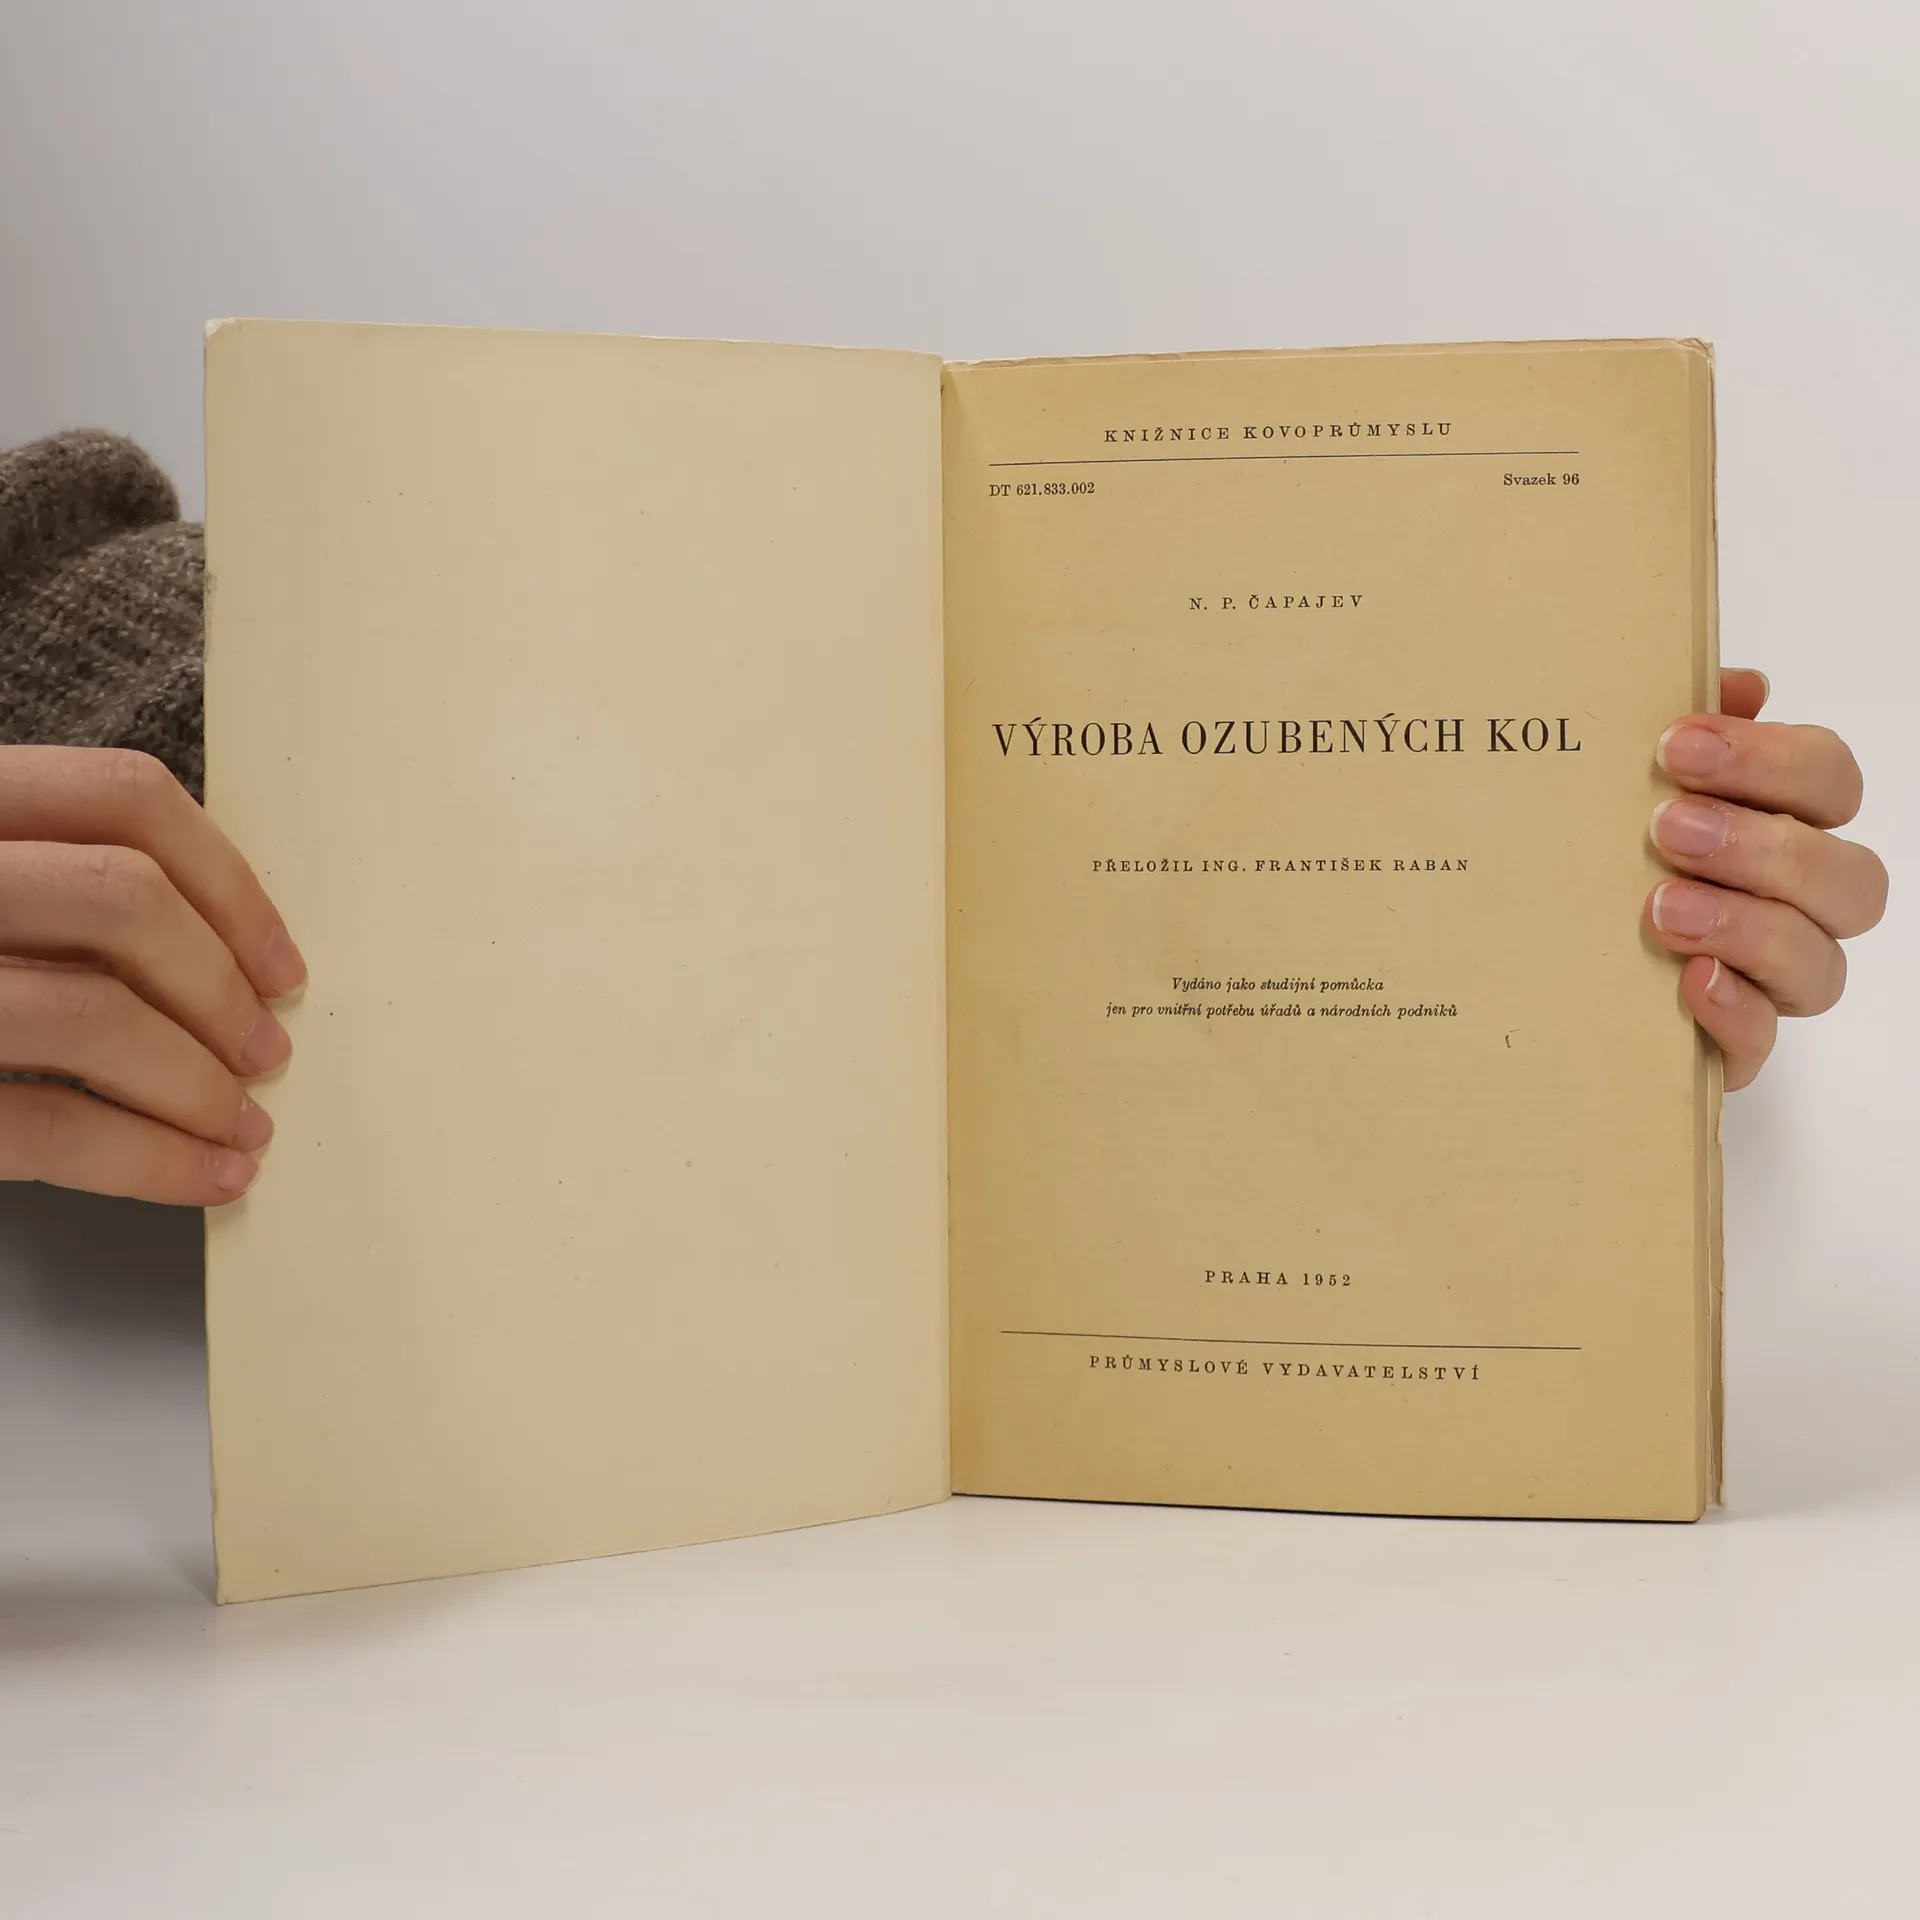 KNIŽNICE KOVOPRŮMYSLU
DT 621.833.002 Svazek 96
N. P. ČAPAJEV
VÝROBA OZUBENÝCH KOL
PŘELOŽIL ING. FRANTIŠEK RABAN
Vydáno jako studijní pomůcka
jen pro vnitřní potřebu úřadů a národních podniků
PRAHA 1952
PRŮMYSLOVÉ VYDAVATELSTVÍ